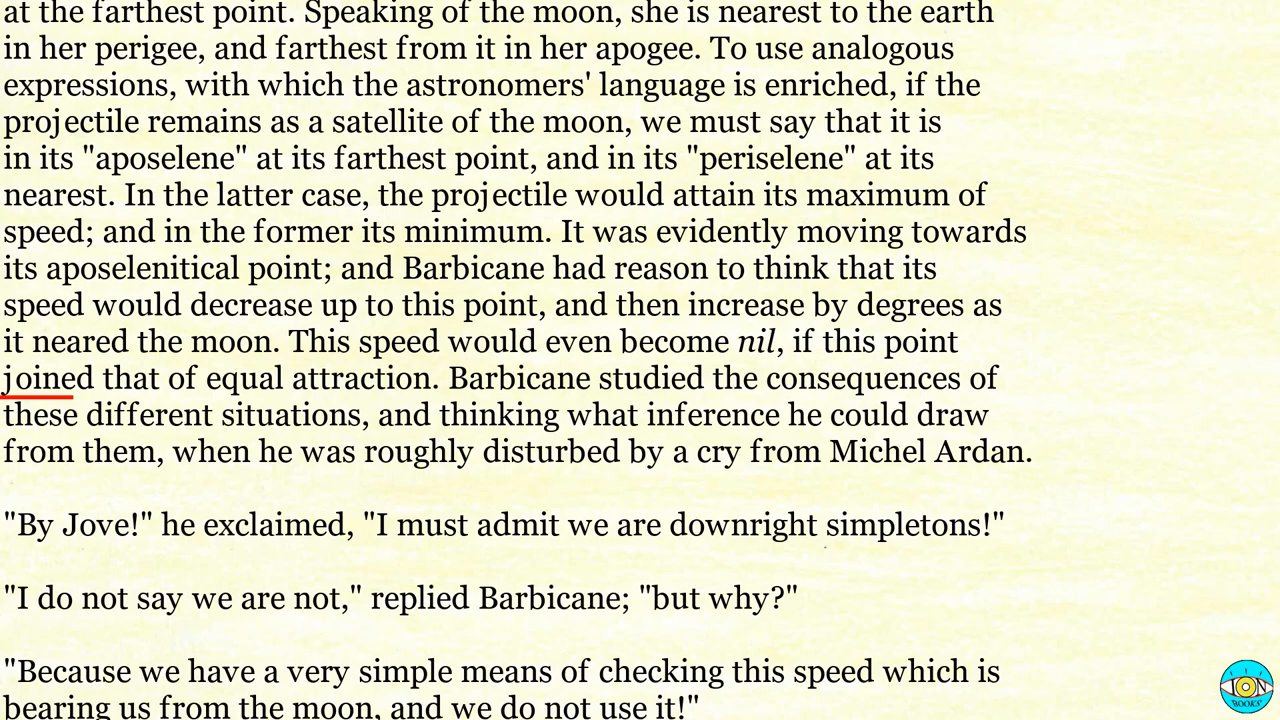 at the farthest point. Speaking of the moon, she is nearest to the earth
in her perigee, and farthest from it in her apogee. To use analogous
expressions, with which the astronomers' language is enriched, if the
projectile remains as a satellite of the moon, we must say that it is
in its "aposelene" at its farthest point, and in its "periselene" at its
nearest. In the latter case, the projectile would attain its maximum of
speed; and in the former its minimum. It was evidently moving towards
its aposelenitical point; and Barbicane had reason to think that its
speed would decrease up to this point, and then increase by degrees as
it neared the moon. This speed would even become nil, if this point
joined that of equal attraction. Barbicane studied the consequences of
these different situations, and thinking what inference he could draw
from them, when he was roughly disturbed by a cry from Michel Ardan.
"By Jove!" he exclaimed, "I must admit we are downright simpletons!"
"I do not say we are not," replied Barbicane; "but why?"
"Because we have a very simple means of checking this speed which is
bearing us from the moon, and we do not use it!"
ION
BOOKS